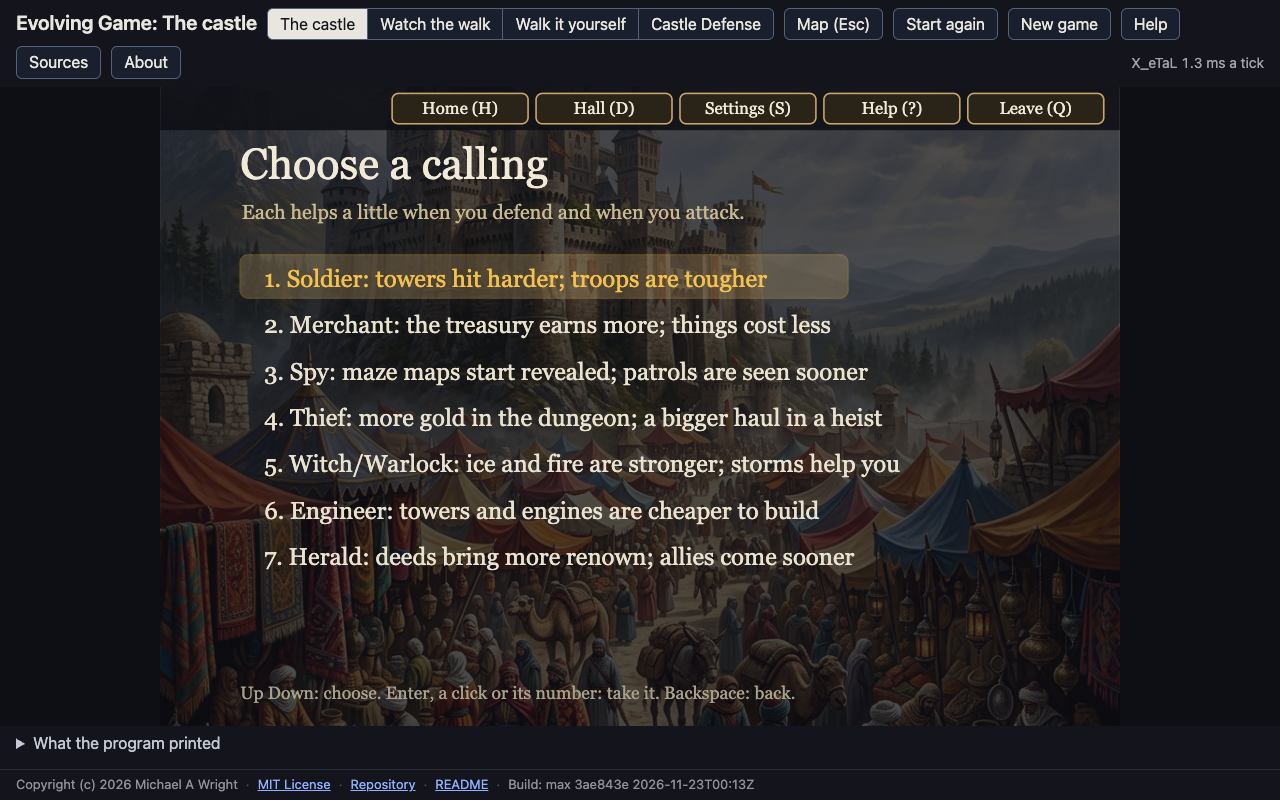 Evolving Game: The castle
The castle
Watch the walk
Walk it yourself
Castle Defense
Map (Esc)
Start again
New game
Help
Sources
About
X_eTaL 1.3 ms a tick
Home (H)
Hall (D)
Settings (S)
Help (?)
Leave (Q)
Choose a calling
Each helps a little when you defend and when you attack.
1. Soldier: towers hit harder; troops are tougher
2. Merchant: the treasury earns more; things cost less
3. Spy: maze maps start revealed; patrols are seen sooner
4. Thief: more gold in the dungeon; a bigger haul in a heist
5. Witch/Warlock: ice and fire are stronger; storms help you
6. Engineer: towers and engines are cheaper to build
7. Herald: deeds bring more renown; allies come sooner
Up Down: choose. Enter, a click or its number: take it. Backspace: back.
What the program printed
Copyright (c) 2026 Michael A Wright · MIT License · Repository · README · Build: max 3ae843e 2026-11-23T00:13Z